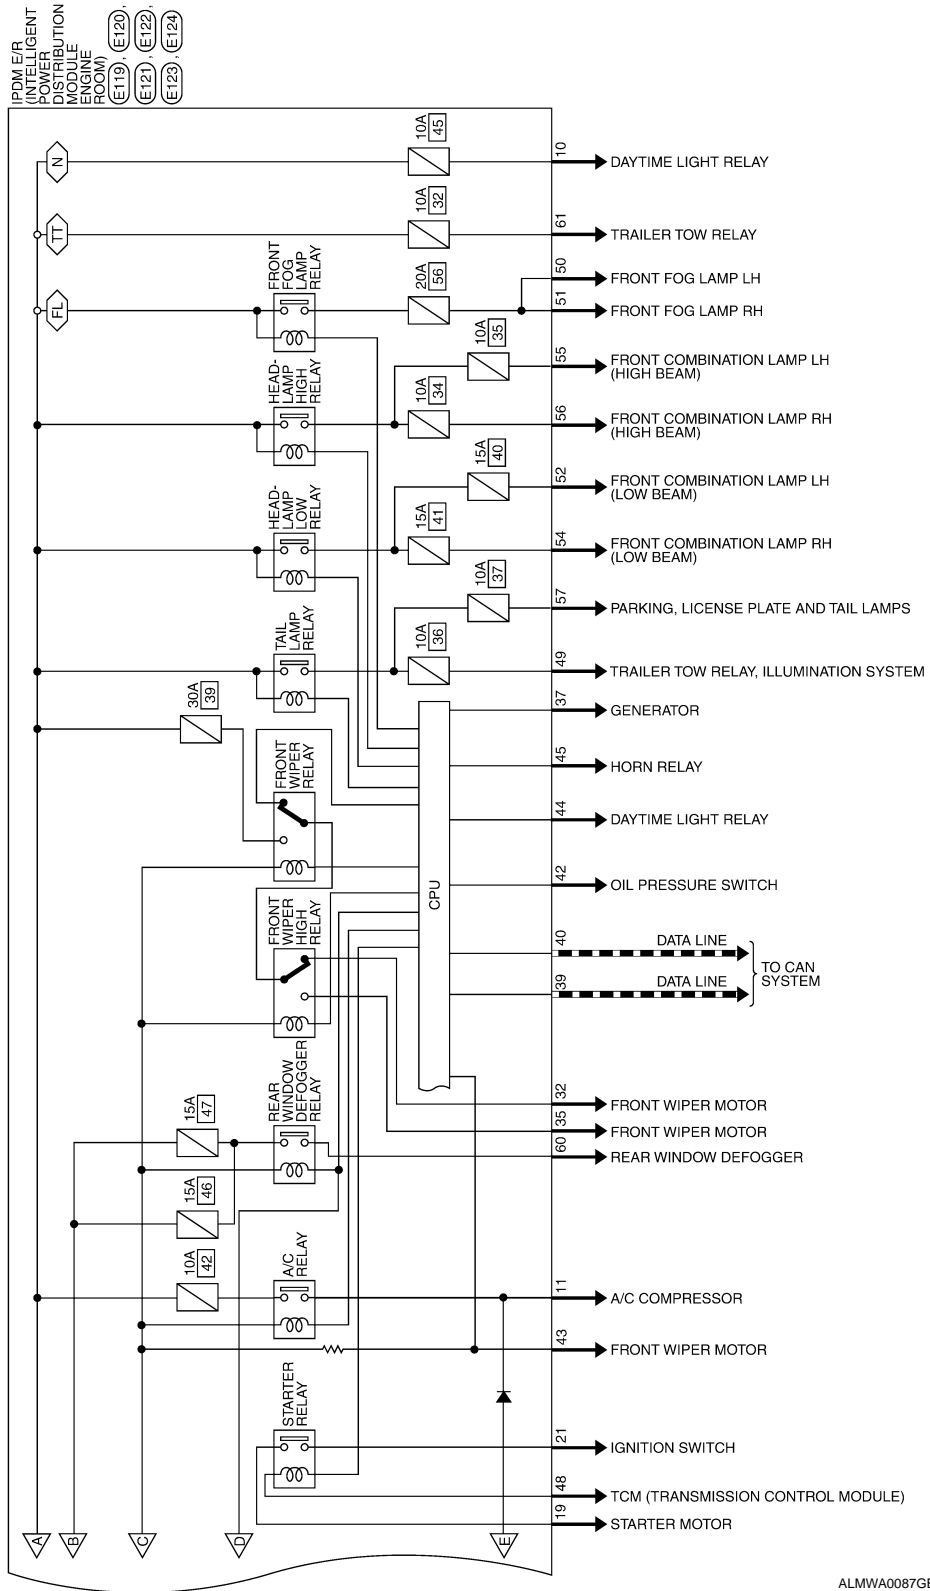 IPDM E/R
(INTELLIGENT
POWER
DISTRIBUTION
MODULE
ENGINE
ROOM)
E119, E120,
E121, E122,
E123, E124
N
10A
45
10
DAYTIME LIGHT RELAY
TT
10A
32
61
TRAILER TOW RELAY
FL
FRONT
FOG
LAMP
RELAY
20A
56
50
FRONT FOG LAMP LH
51
FRONT FOG LAMP RH
HEAD-
LAMP
HIGH
RELAY
10A
35
55
FRONT COMBINATION LAMP LH
(HIGH BEAM)
10A
34
56
FRONT COMBINATION LAMP RH
(HIGH BEAM)
HEAD-
LAMP
LOW
RELAY
15A
40
52
FRONT COMBINATION LAMP LH
(LOW BEAM)
15A
41
54
FRONT COMBINATION LAMP RH
(LOW BEAM)
TAIL
LAMP
RELAY
10A
37
57
PARKING, LICENSE PLATE AND TAIL LAMPS
10A
36
49
TRAILER TOW RELAY, ILLUMINATION SYSTEM
30A
39
37
GENERATOR
FRONT
WIPER
RELAY
45
HORN RELAY
44
DAYTIME LIGHT RELAY
CPU
42
OIL PRESSURE SWITCH
FRONT
WIPER
HIGH
RELAY
40
DATA LINE
39
DATA LINE
TO CAN
SYSTEM
REAR
WINDOW
DEFOGGER
RELAY
15A
47
32
FRONT WIPER MOTOR
35
FRONT WIPER MOTOR
60
REAR WINDOW DEFOGGER
15A
46
10A
42
A/C
RELAY
11
A/C COMPRESSOR
43
FRONT WIPER MOTOR
STARTER
RELAY
21
IGNITION SWITCH
48
TCM (TRANSMISSION CONTROL MODULE)
19
STARTER MOTOR
A
B
C
D
E
ALMWA0087GE